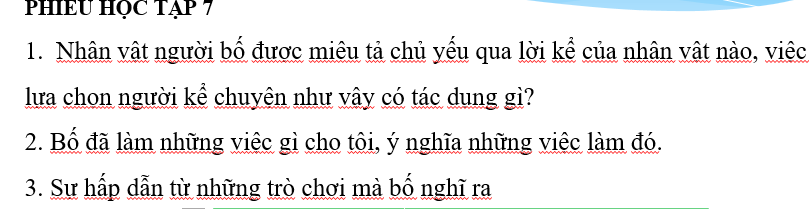 PHIẾU HỌC TẬP 7
1. Nhân vật người bố được miêu tả chủ yếu qua lời kể của nhân vật nào, việc
lựa chọn người kể chuyện như vậy có tác dụng gì?
2. Bố đã làm những việc gì cho tôi, ý nghĩa những việc làm đó.
3. Sự hấp dẫn từ những trò chơi mà bố nghĩ ra